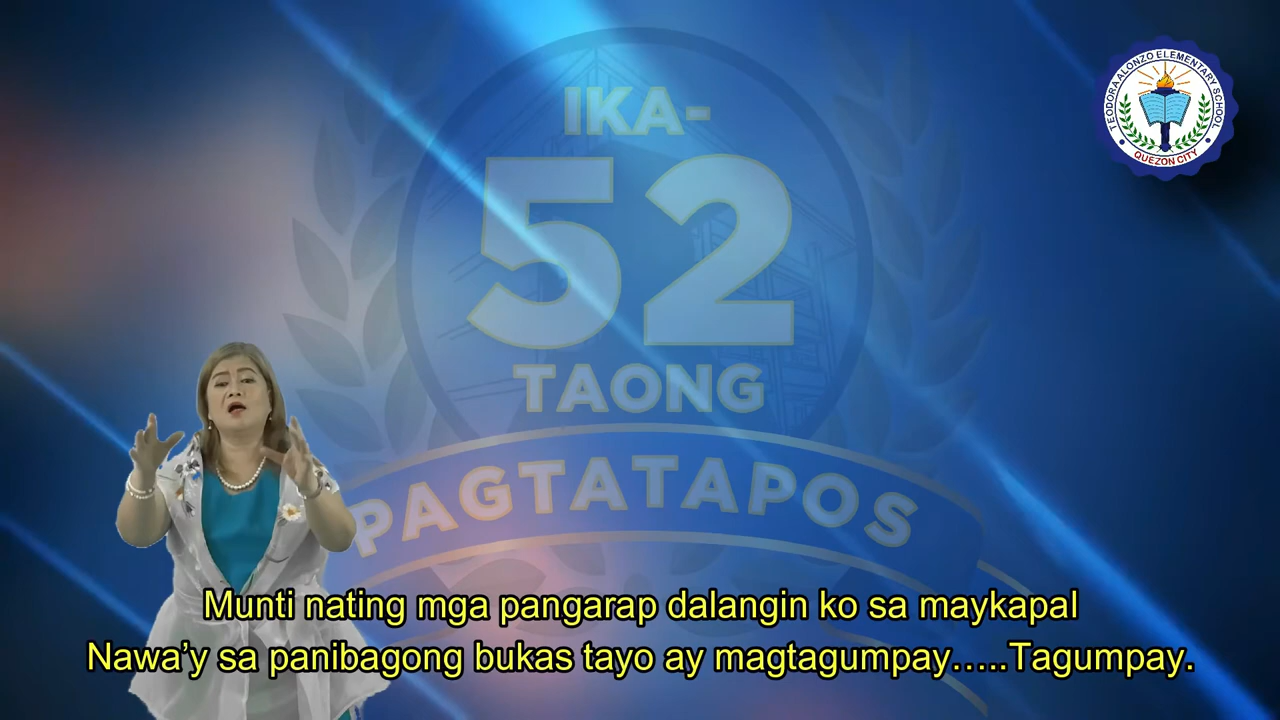 IKA-
52
TAONG
PAGTATAPOS
TEODORA ALONZO ELEMENTARY SCHOOL
QUEZON CITY
Munti nating mga pangarap dalangin ko sa maykapal
Nawa’y sa panibagong bukas tayo ay magtagumpay…..Tagumpay.